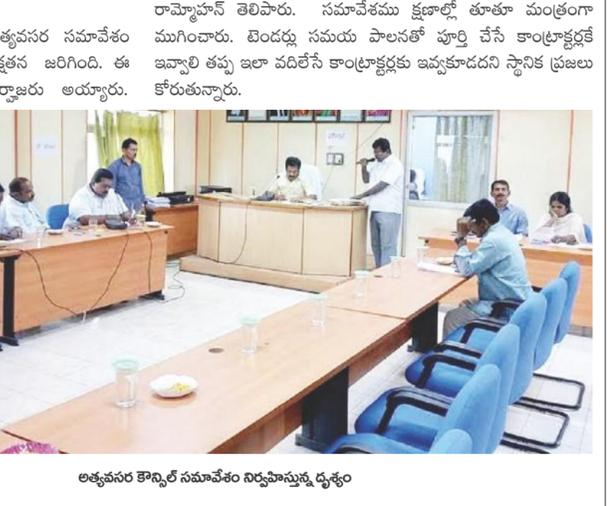 త్యవసర సమావేశం
క్షతన జరిగింది. ఈ
ర్హాజరు అయ్యారు.
రామ్మోహన్ తెలిపారు. సమావేశము క్షణాల్లో తూతూ మంత్రంగా
ముగించారు. టెండర్లు సమయ పాలనతో పూర్తి చేసే కాంట్రాక్టర్లకే
ఇవ్వాలి తప్ప ఇలా వదిలేసే కాంట్రాక్టర్లకు ఇవ్వకూడదని స్థానిక ప్రజలు
కోరుతున్నారు.
అత్యవసర కౌన్సిల్ సమావేశం నిర్వహిస్తున్న దృశ్యం